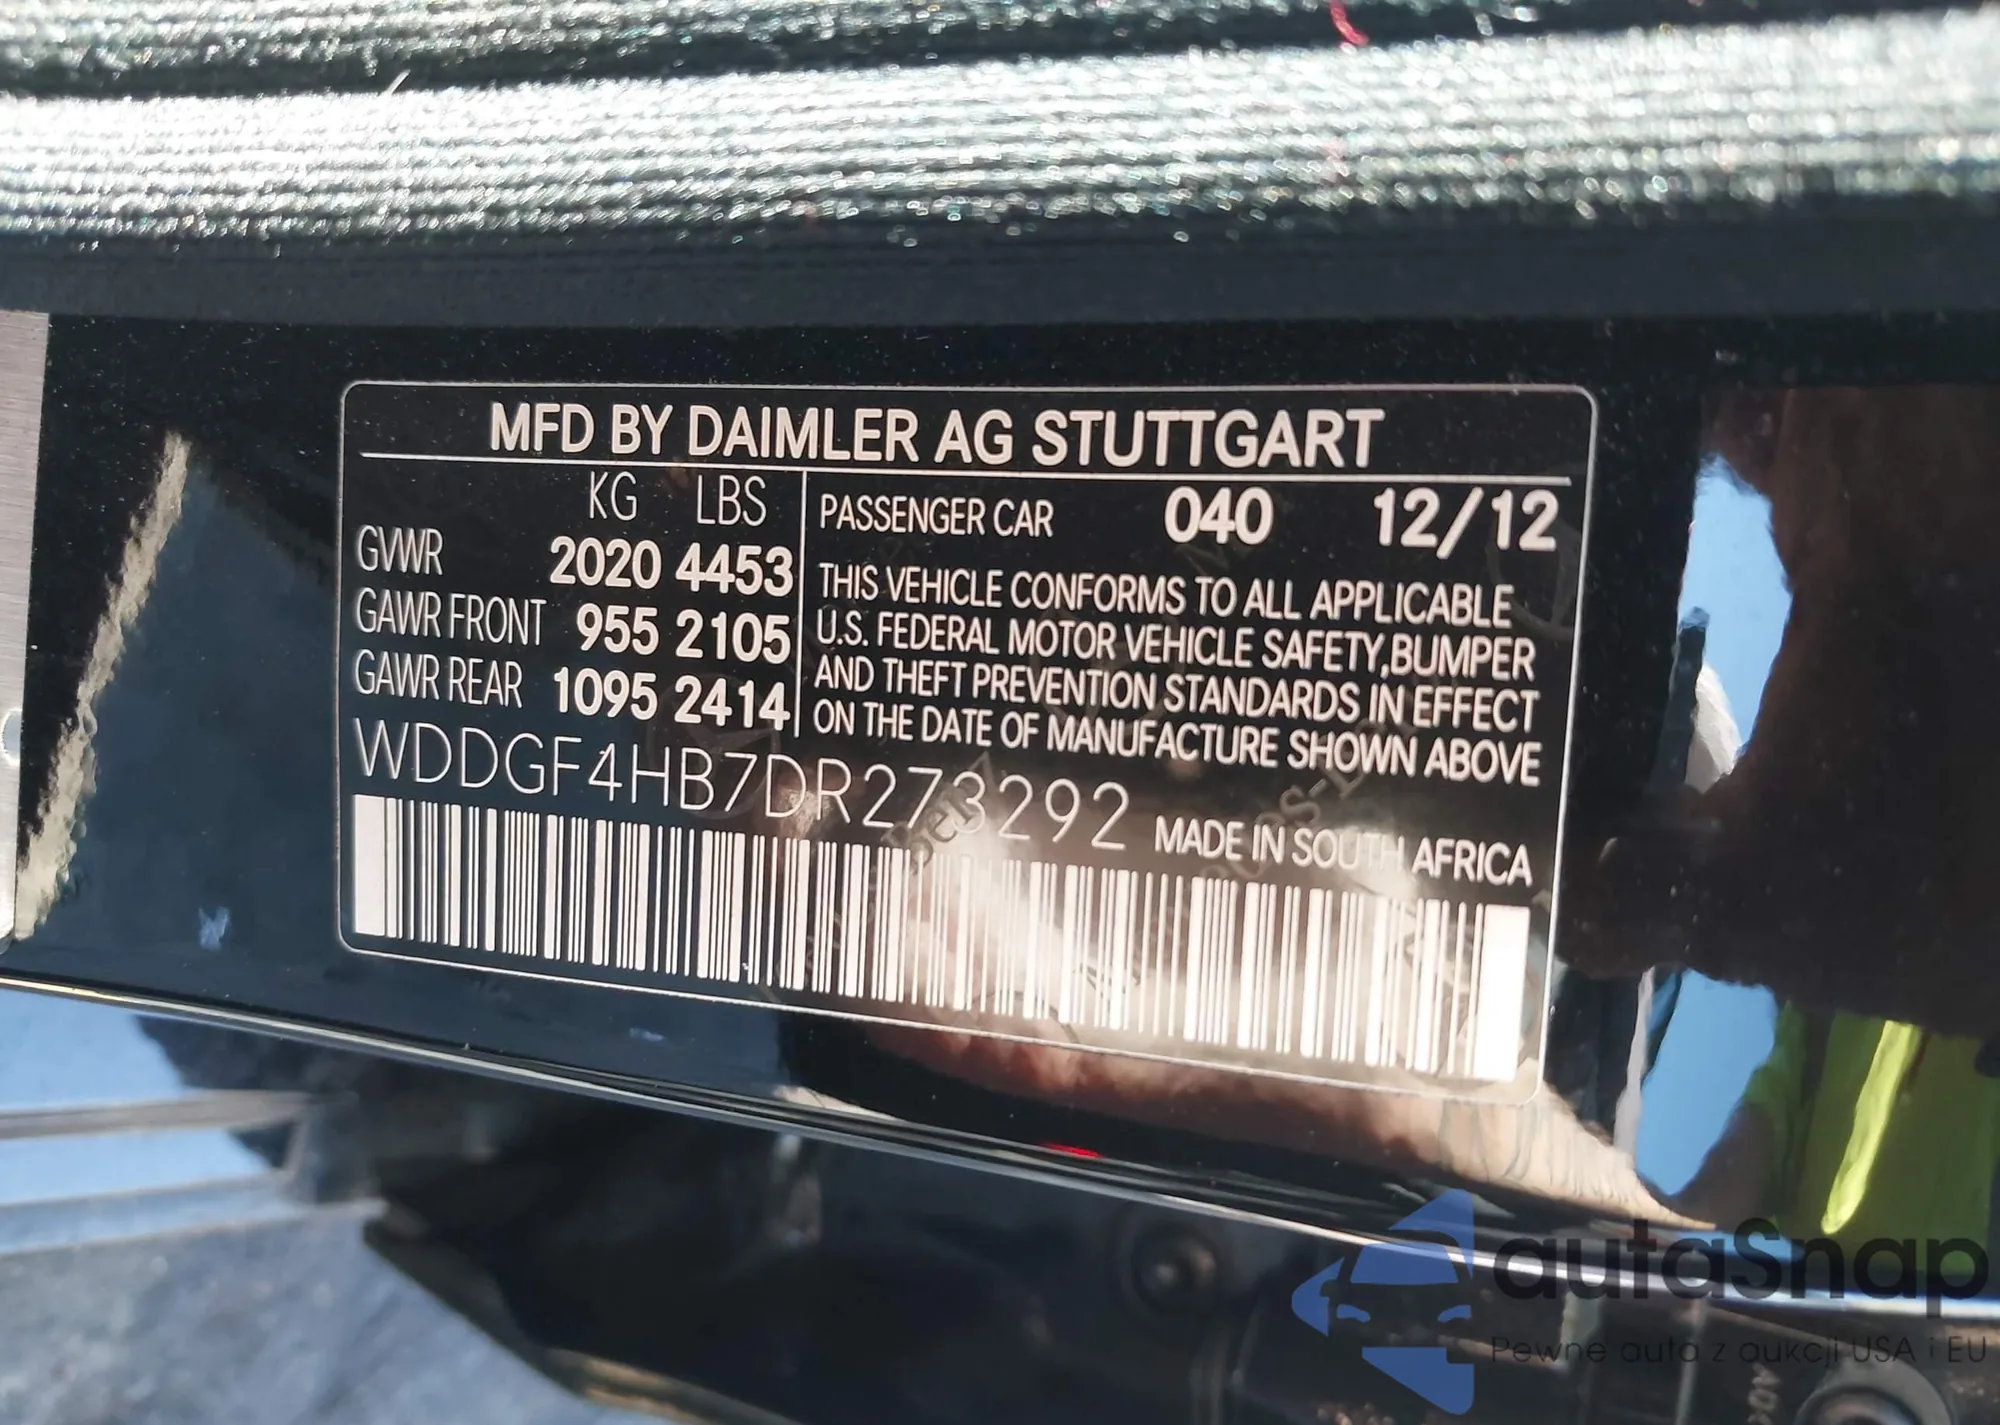 MFD BY DAIMLER AG STUTTGART
KG LBS
GVWR 2020 4453
GAWR FRONT 955 2105
GAWR REAR 1095 2414
PASSENGER CAR 040 12/12
THIS VEHICLE CONFORMS TO ALL APPLICABLE
U.S. FEDERAL MOTOR VEHICLE SAFETY,BUMPER
AND THEFT PREVENTION STANDARDS IN EFFECT
ON THE DATE OF MANUFACTURE SHOWN ABOVE
WDDGF4HB7DR273292
MADE IN SOUTH AFRICA
autaSnap
Pewne auta z aukcji USA i EU